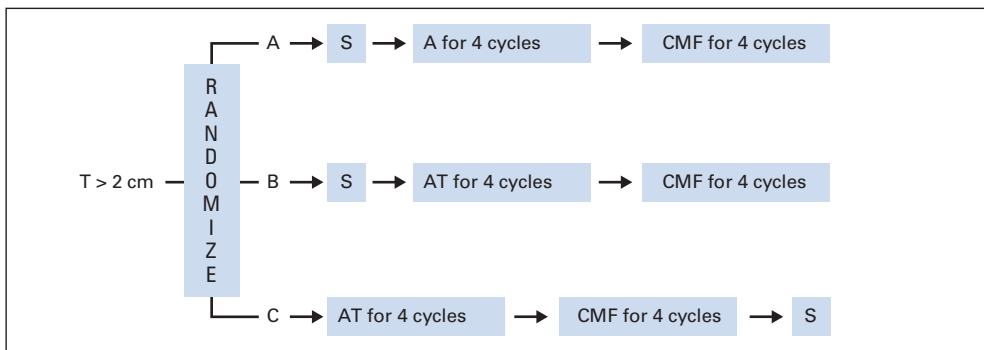 A S A for 4 cycles CMF for 4 cycles
T > 2 cm RANDOMIZE B S AT for 4 cycles CMF for 4 cycles
C AT for 4 cycles CMF for 4 cycles S